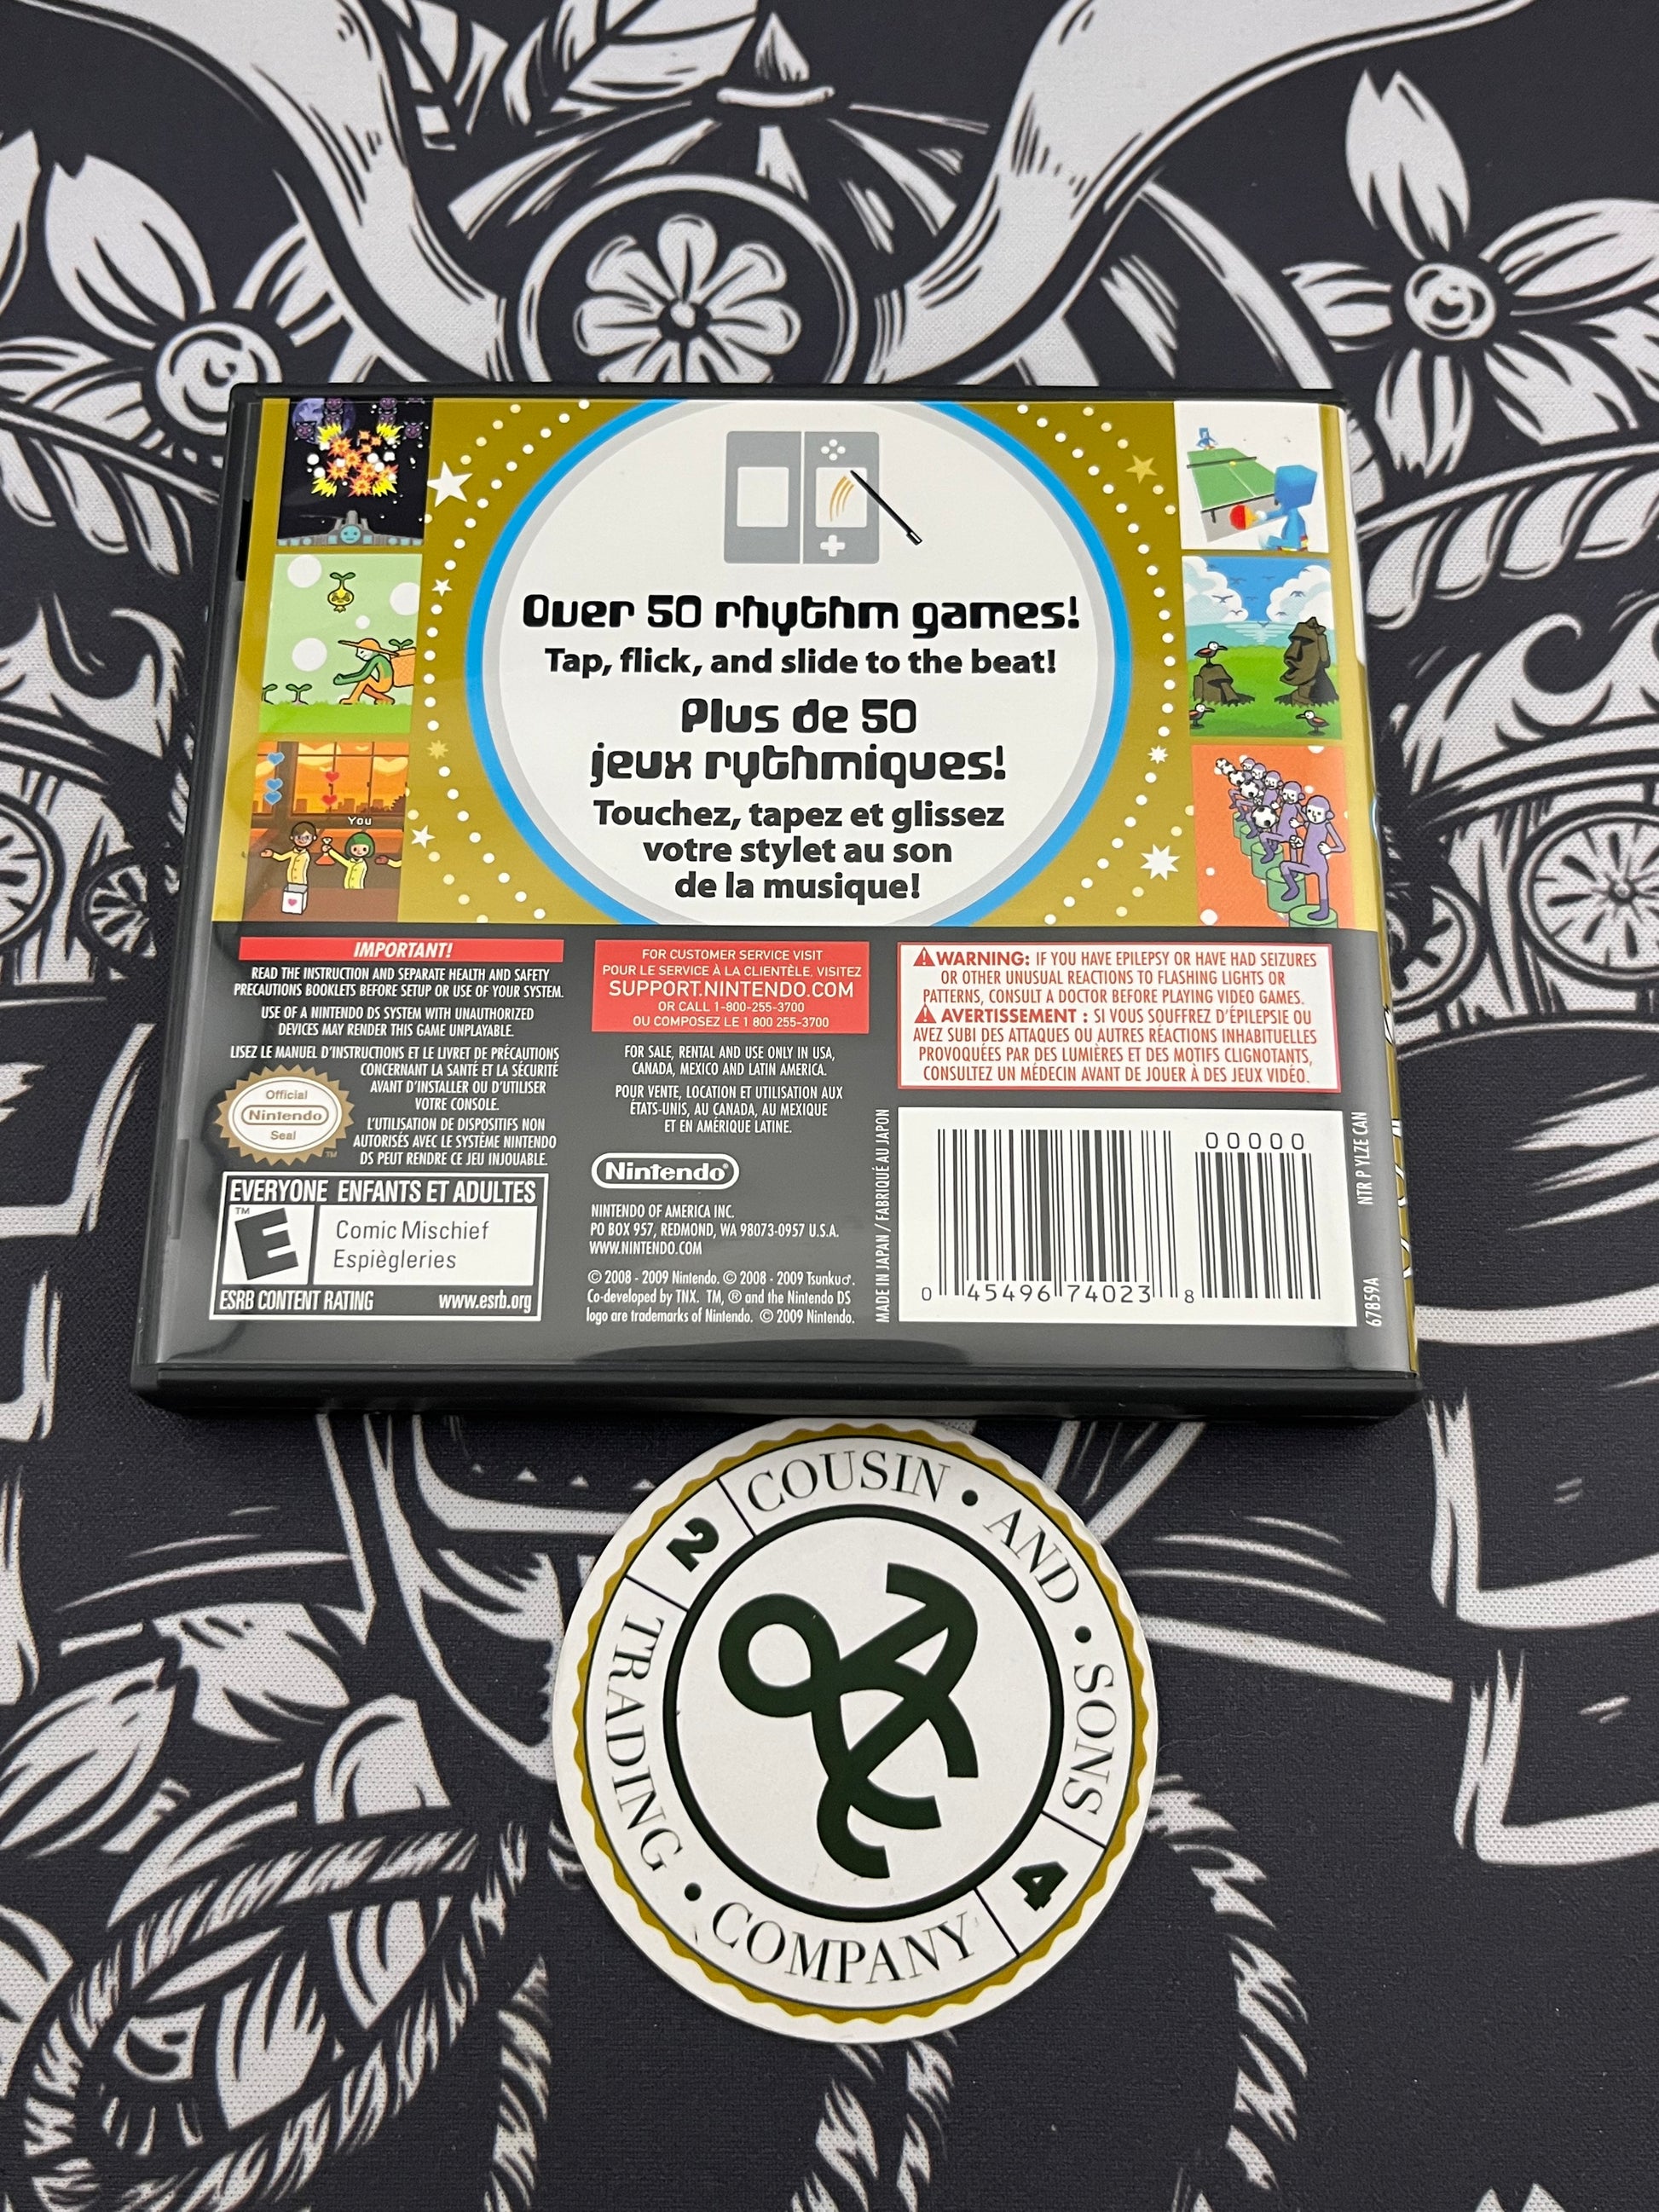 Over 50 rhythm games!
Tap, flick, and slide to the beat!
Plus de 50
jeux rythmiques!
Touchez, tapez et glissez
votre stylet au son
de la musique!
You
IMPORTANT!
READ THE INSTRUCTION AND SEPARATE HEALTH AND SAFETY
PRECAUTIONS BOOKLETS BEFORE SETUP OR USE OF YOUR SYSTEM.
USE OF A NINTENDO DS SYSTEM WITH UNAUTHORIZED
DEVICES MAY RENDER THIS GAME UNPLAYABLE.
LISEZ LE MANUEL D'INSTRUCTIONS ET LE LIVRET DE PRÉCAUTIONS
CONCERNANT LA SANTÉ ET LA SÉCURITÉ
AVANT D'INSTALLER OU D'UTILISER
VOTRE CONSOLE.
L'UTILISATION DE DISPOSITIFS NON
AUTORISÉS AVEC LE SYSTÈME NINTENDO
DS PEUT RENDRE CE JEU INJOUABLE.
Official
Nintendo
Seal
TM
EVERYONE ENFANTS ET ADULTES
TM
E
Comic Mischief
Espiègleries
ESRB CONTENT RATING www.esrb.org
FOR CUSTOMER SERVICE VISIT
POUR LE SERVICE À LA CLIENTÈLE, VISITEZ
SUPPORT.NINTENDO.COM
OR CALL 1-800-255-3700
OU COMPOSEZ LE 1 800 255-3700
FOR SALE, RENTAL AND USE ONLY IN USA,
CANADA, MEXICO AND LATIN AMERICA.
POUR VENTE, LOCATION ET UTILISATION AUX
ÉTATS-UNIS, AU CANADA, AU MEXIQUE
ET EN AMÉRIQUE LATINE.
Nintendo®
NINTENDO OF AMERICA INC.
PO BOX 957, REDMOND, WA 98073-0957 U.S.A.
WWW.NINTENDO.COM
© 2008 - 2009 Nintendo. © 2008 - 2009 Tsunku♂.
Co-developed by TNX. TM, ® and the Nintendo DS
logo are trademarks of Nintendo. © 2009 Nintendo.
WARNING: IF YOU HAVE EPILEPSY OR HAVE HAD SEIZURES
OR OTHER UNUSUAL REACTIONS TO FLASHING LIGHTS OR
PATTERNS, CONSULT A DOCTOR BEFORE PLAYING VIDEO GAMES.
AVERTISSEMENT : SI VOUS SOUFFREZ D'ÉPILEPSIE OU
AVEZ SUBI DES ATTAQUES OU AUTRES RÉACTIONS INHABITUELLES
PROVOQUÉES PAR DES LUMIÈRES ET DES MOTIFS CLIGNOTANTS,
CONSULTEZ UN MÉDECIN AVANT DE JOUER À DES JEUX VIDÉO.
MADE IN JAPAN / FABRIQUÉ AU JAPON
00000
0 45496 74023 8
NTR P YLZE CAN
67859A
COUSIN • AND • SONS
2 4
TRADING • COMPANY